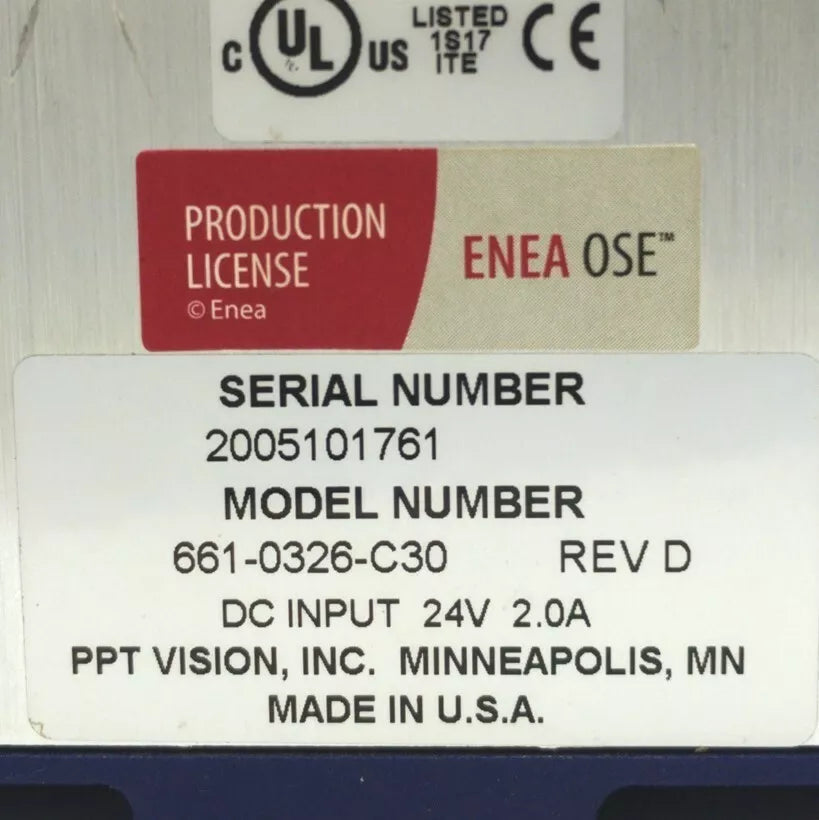 C UL US LISTED 1S17 ITE CE
PRODUCTION
LICENSE
© Enea
ENEA OSE™
SERIAL NUMBER
2005101761
MODEL NUMBER
661-0326-C30 REV D
DC INPUT 24V 2.0A
PPT VISION, INC. MINNEAPOLIS, MN
MADE IN U.S.A.